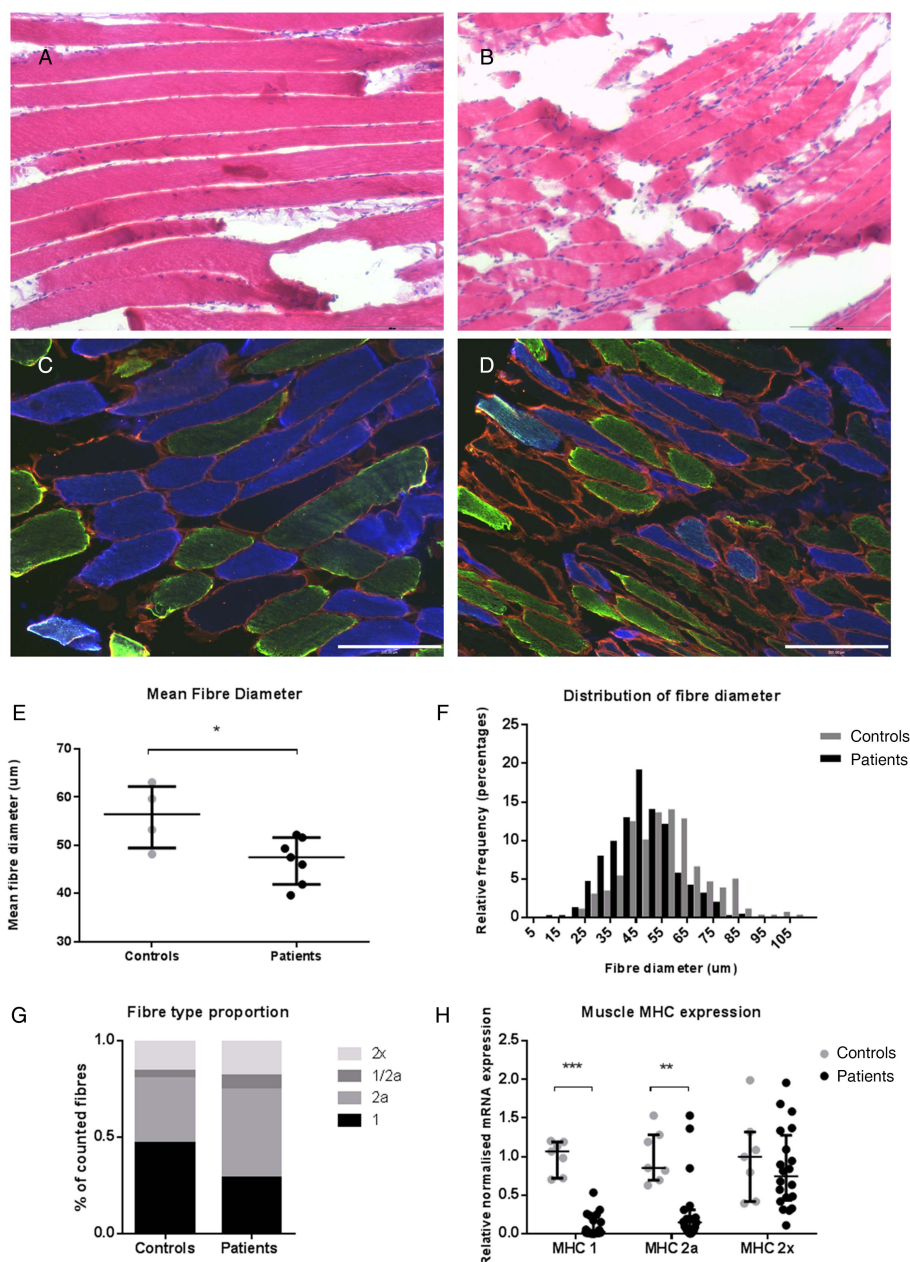 A
B
C
D
E
Mean Fibre Diameter
*
Mean fibre diameter (um)
70
60
50
40
30
Controls
Patients
F
Distribution of fibre diameter
Relative frequency (percentages)
25
20
15
10
5
0
5
15
25
35
45
55
65
75
85
95
105
Fibre diameter (um)
Controls
Patients
G
Fibre type proportion
% of counted fibres
1.0
0.5
0.0
Controls
Patients
2x
1/2a
2a
1
H
Muscle MHC expression
Relative normalised mRNA expression
2.5
2.0
1.5
1.0
0.5
0.0
***
**
MHC 1
MHC 2a
MHC 2x
Controls
Patients